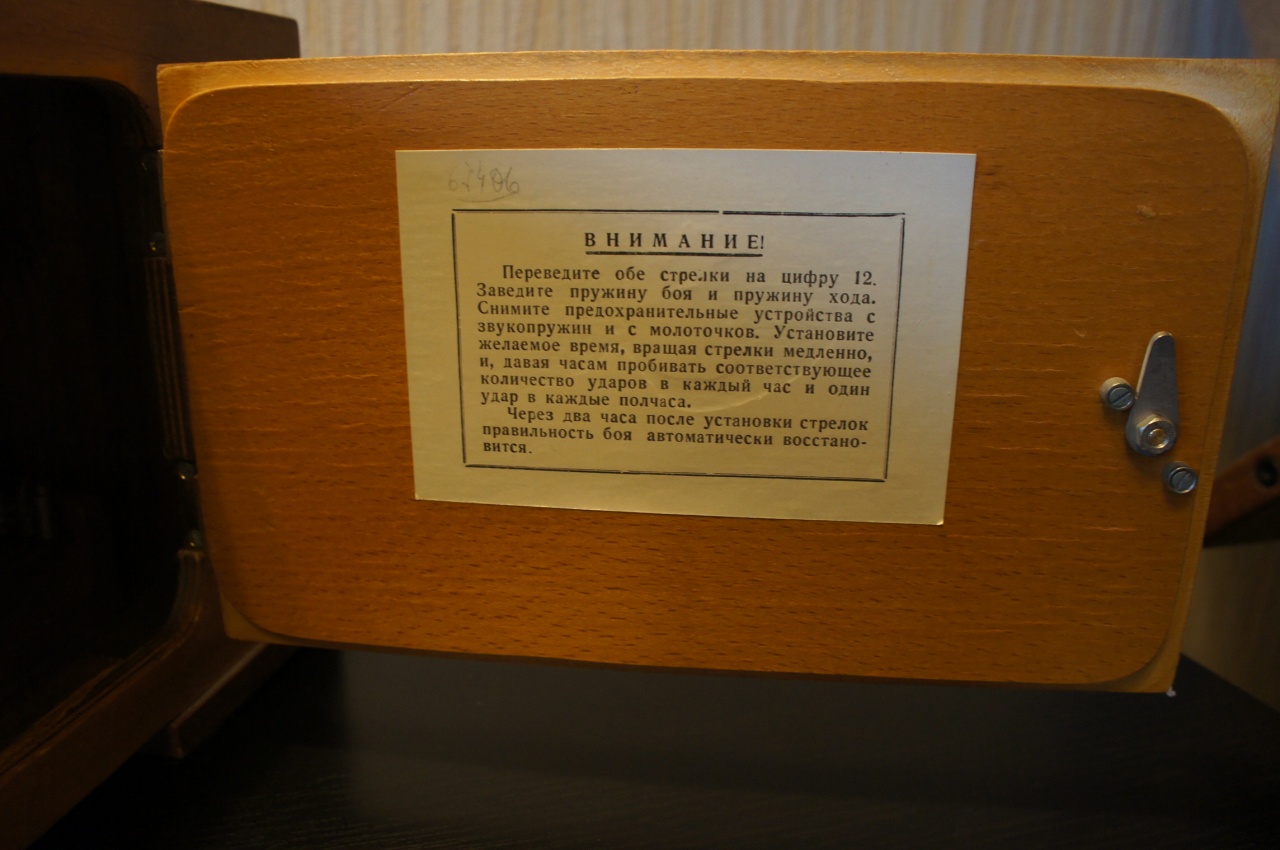 62406
ВНИМАНИЕ!
Переведите обе стрелки на цифру 12.
Заведите пружину боя и пружину хода.
Снимите предохранительные устройства с
звукопружин и с молоточков. Установите
желаемое время, вращая стрелки медленно,
и, давая часам пробивать соответствующее
количество ударов в каждый час и один
удар в каждые полчаса.
Через два часа после установки стрелок
правильность боя автоматически восстано-
вится.